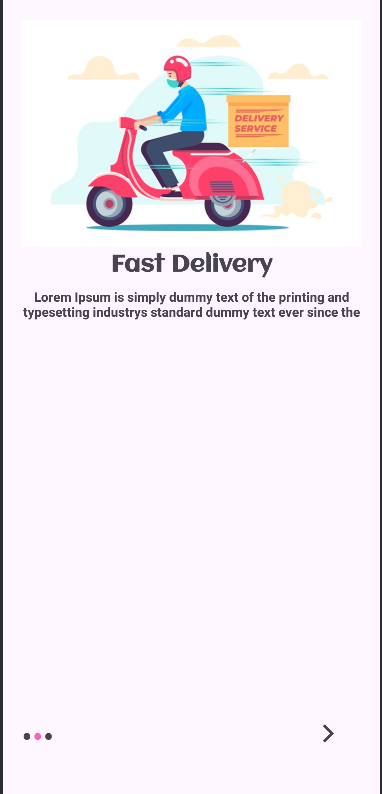 DELIVERY
SERVICE
Fast Delivery
Lorem Ipsum is simply dummy text of the printing and
typesetting industrys standard dummy text ever since the